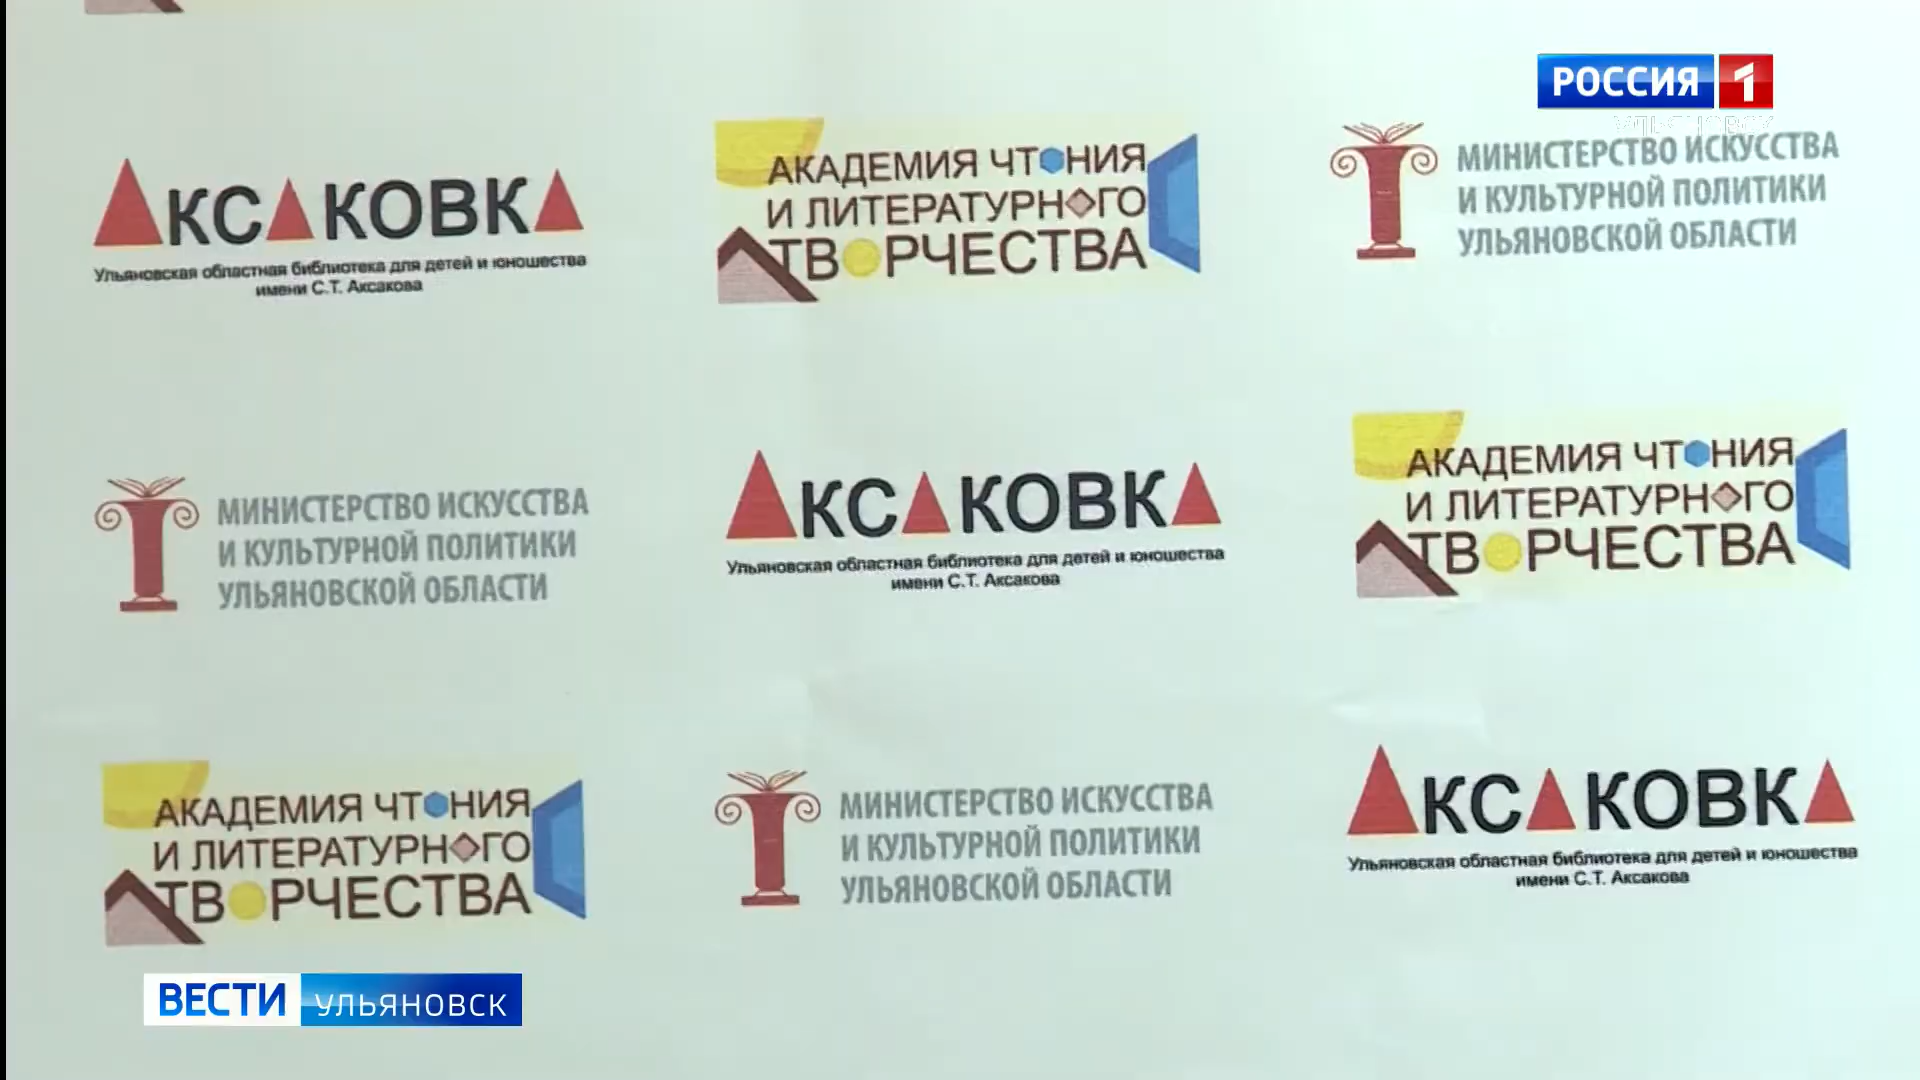 РОССИЯ 1
УЛЬЯНОВСК
АКСАКОВКА
Ульяновская областная библиотека для детей и юношества
имени С.Т. Аксакова
АКАДЕМИЯ ЧТЕНИЯ
И ЛИТЕРАТУРНОГО
ТВОРЧЕСТВА
МИНИСТЕРСТВО ИСКУССТВА
И КУЛЬТУРНОЙ ПОЛИТИКИ
УЛЬЯНОВСКОЙ ОБЛАСТИ
МИНИСТЕРСТВО ИСКУССТВА
И КУЛЬТУРНОЙ ПОЛИТИКИ
УЛЬЯНОВСКОЙ ОБЛАСТИ
АКСАКОВКА
Ульяновская областная библиотека для детей и юношества
имени С.Т. Аксакова
АКАДЕМИЯ ЧТЕНИЯ
И ЛИТЕРАТУРНОГО
ТВОРЧЕСТВА
АКАДЕМИЯ ЧТЕНИЯ
И ЛИТЕРАТУРНОГО
ТВОРЧЕСТВА
МИНИСТЕРСТВО ИСКУССТВА
И КУЛЬТУРНОЙ ПОЛИТИКИ
УЛЬЯНОВСКОЙ ОБЛАСТИ
АКСАКОВКА
Ульяновская областная библиотека для детей и юношества
имени С.Т. Аксакова
ВЕСТИ УЛЬЯНОВСК